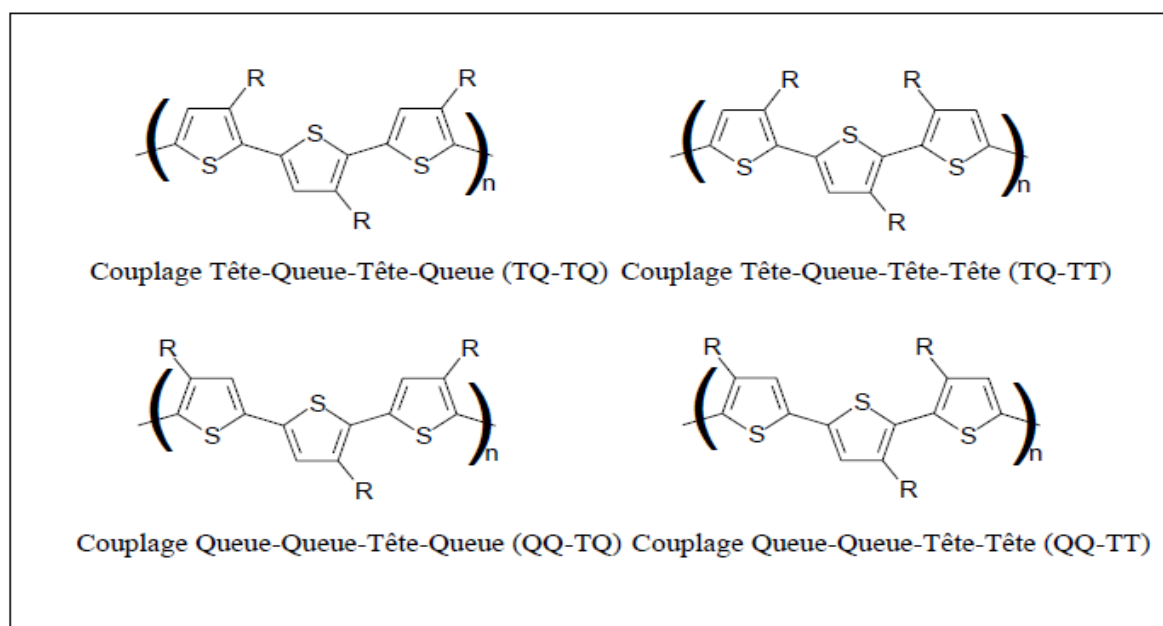 R R R R
S S S S S S
n n
R R
Couplage Tête-Queue-Tête-Queue (TQ-TQ) Couplage Tête-Queue-Tête-Tête (TQ-TT)
R R R R
S S S S S S
n n
R R
Couplage Queue-Queue-Tête-Queue (QQ-TQ) Couplage Queue-Queue-Tête-Tête (QQ-TT)